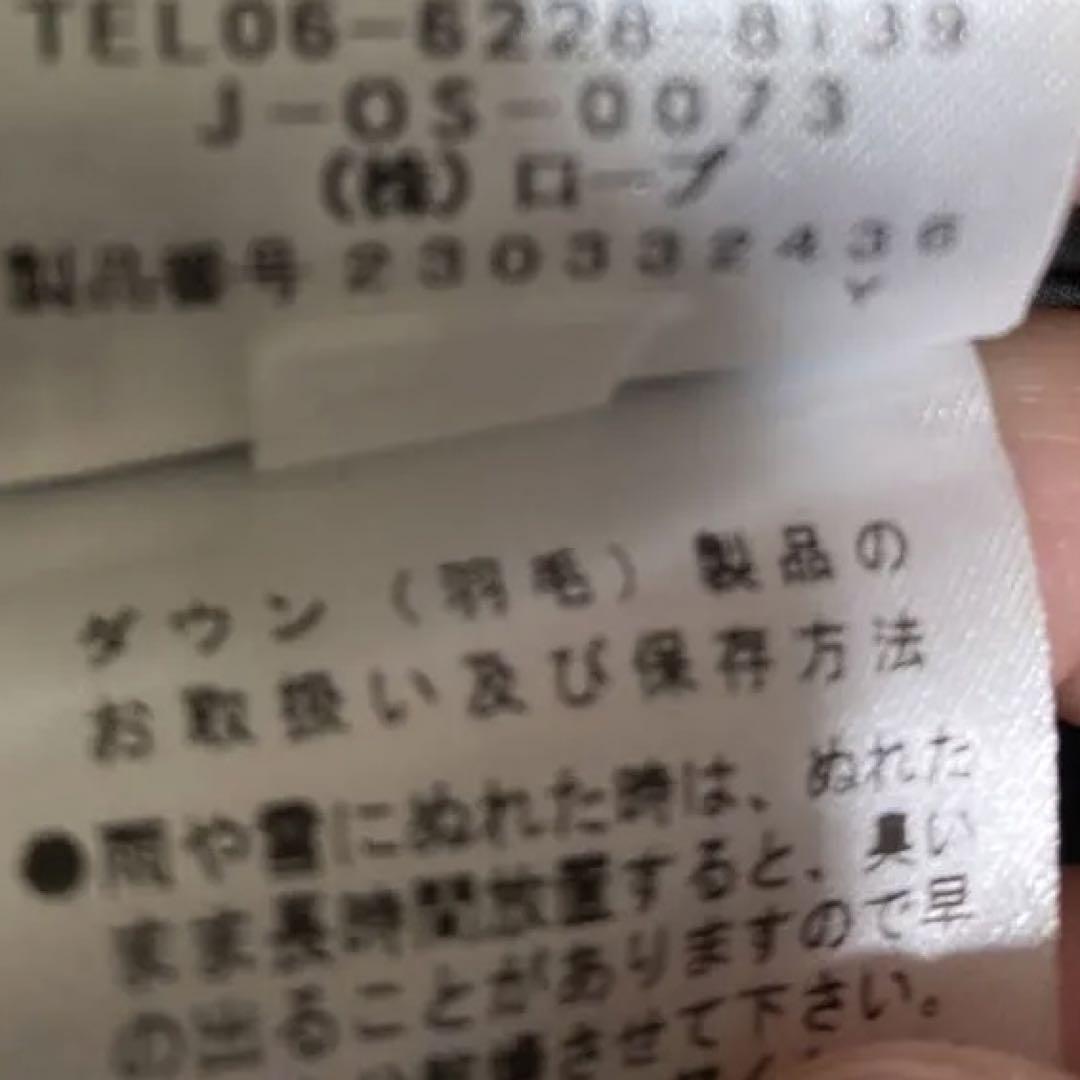 TEL06-6228-8139
J-OS-0073
(株)ロープ
製品番号 230332436
ダウン(羽毛)製品の
お取扱い及び保存方法
●雨や雪にぬれた時は、ぬれた
まま長時間放置すると、臭い
の出ることがありますので早
乾燥させて下さい。